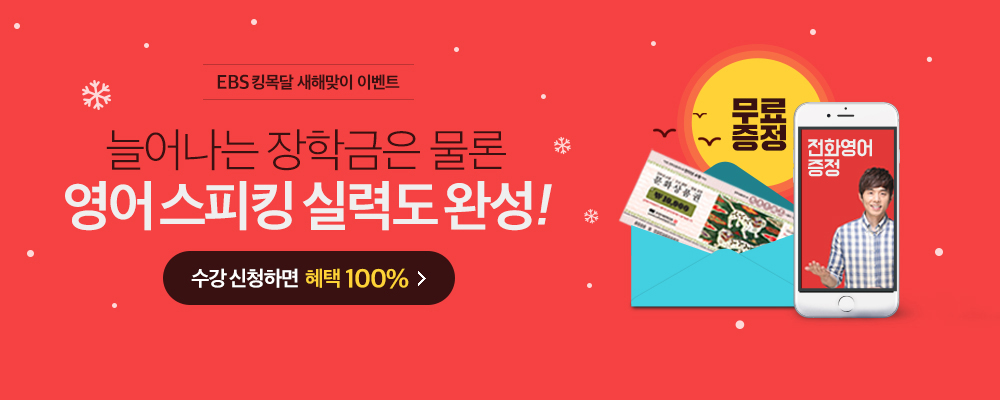 EBS 킹목달 새해맞이 이벤트
늘어나는 장학금은 물론
영어 스피킹 실력도 완성!
수강 신청하면 혜택 100% >
무료
증정
전화영어
증정
문화상품권
₩10,000